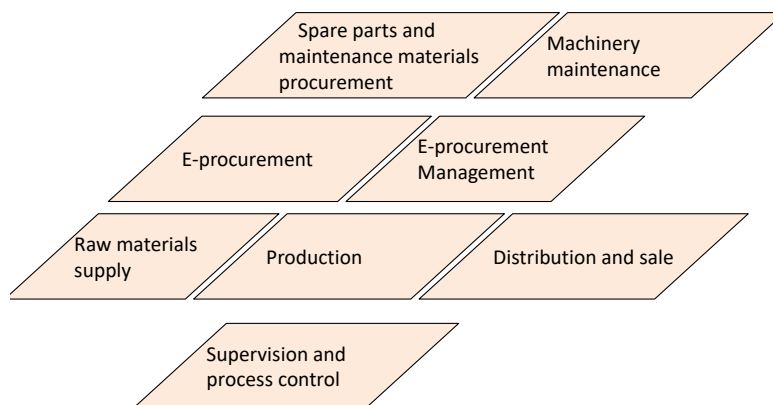 Spare parts and
maintenance materials
procurement
Machinery
maintenance
E-procurement
E-procurement
Management
Raw materials
supply
Production
Distribution and sale
Supervision and
process control